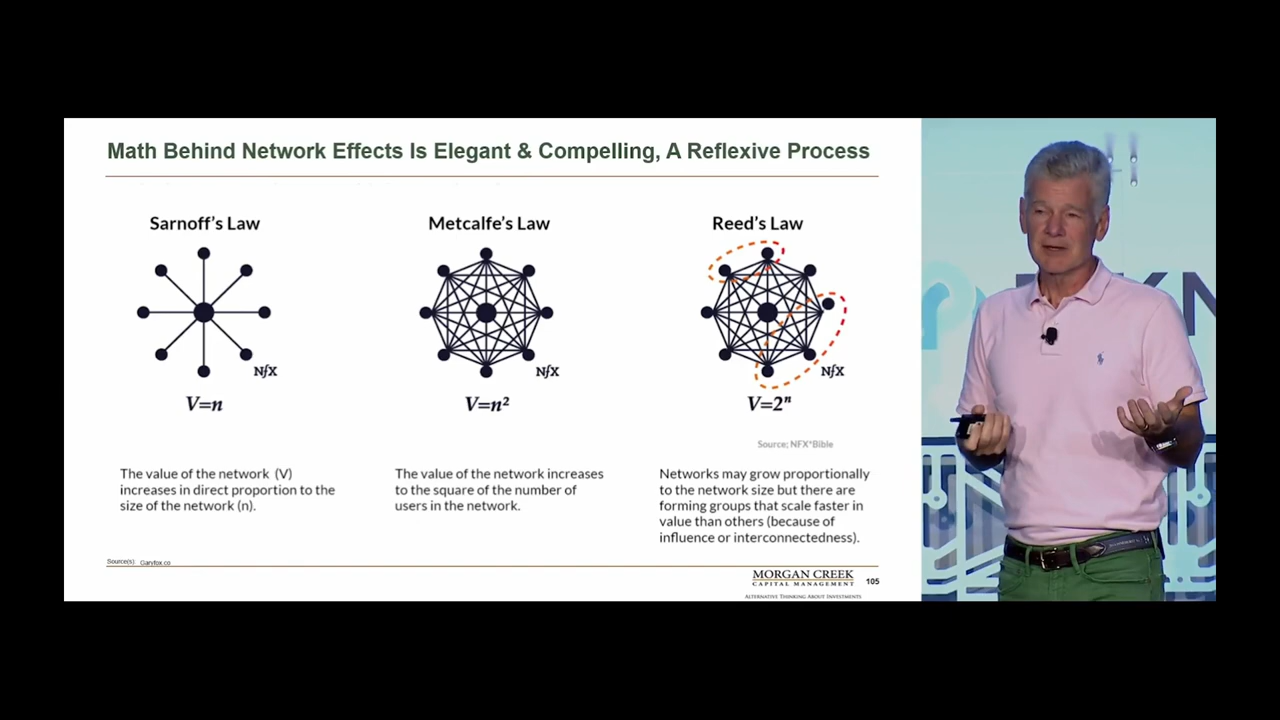 Math Behind Network Effects Is Elegant & Compelling, A Reflexive Process
Sarnoff's Law
Metcalfe's Law
Reed's Law
NfX
NfX
NfX
V=n
V=n²
V=2ⁿ
Source; NFX*Bible
The value of the network (V)
increases in direct proportion to the
size of the network (n).
The value of the network increases
to the square of the number of
users in the network.
Networks may grow proportionally
to the network size but there are
forming groups that scale faster in
value than others (because of
influence or interconnectedness).
Source(s): Garyfox.co
MORGAN CREEK
CAPITAL MANAGEMENT
ALTERNATIVE THINKING ABOUT INVESTMENTS
105